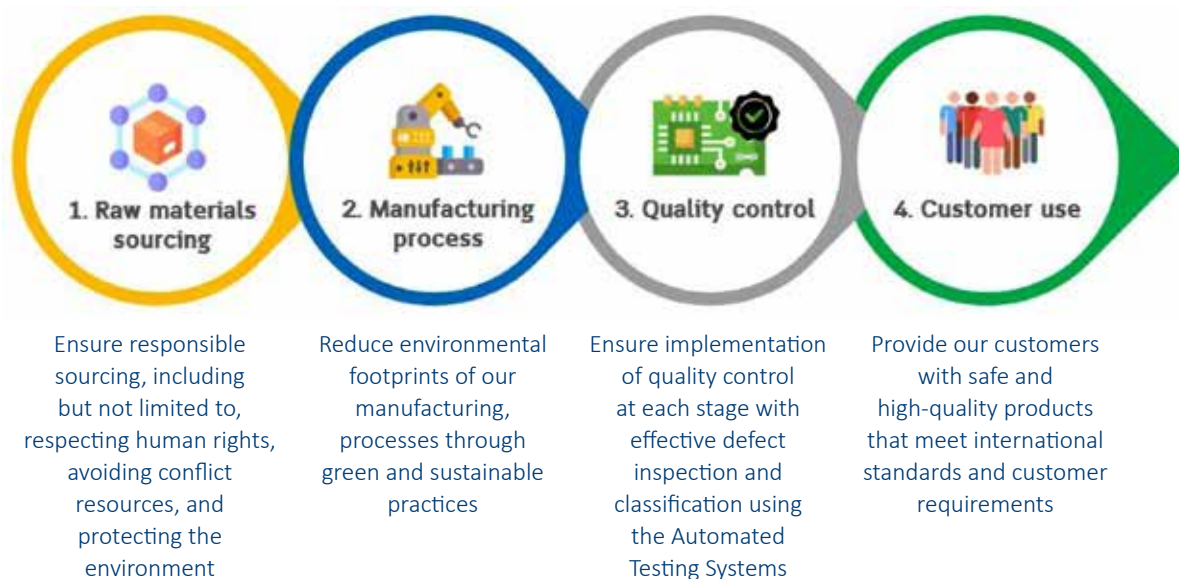 1. Raw materials
sourcing
2. Manufacturing
process
3. Quality control
4. Customer use
Ensure responsible
sourcing, including
but not limited to,
respecting human rights,
avoiding conflict
resources, and
protecting the
environment
Reduce environmental
footprints of our
manufacturing,
processes through
green and sustainable
practices
Ensure implementation
of quality control
at each stage with
effective defect
inspection and
classification using
the Automated
Testing Systems
Provide our customers
with safe and
high-quality products
that meet international
standards and customer
requirements